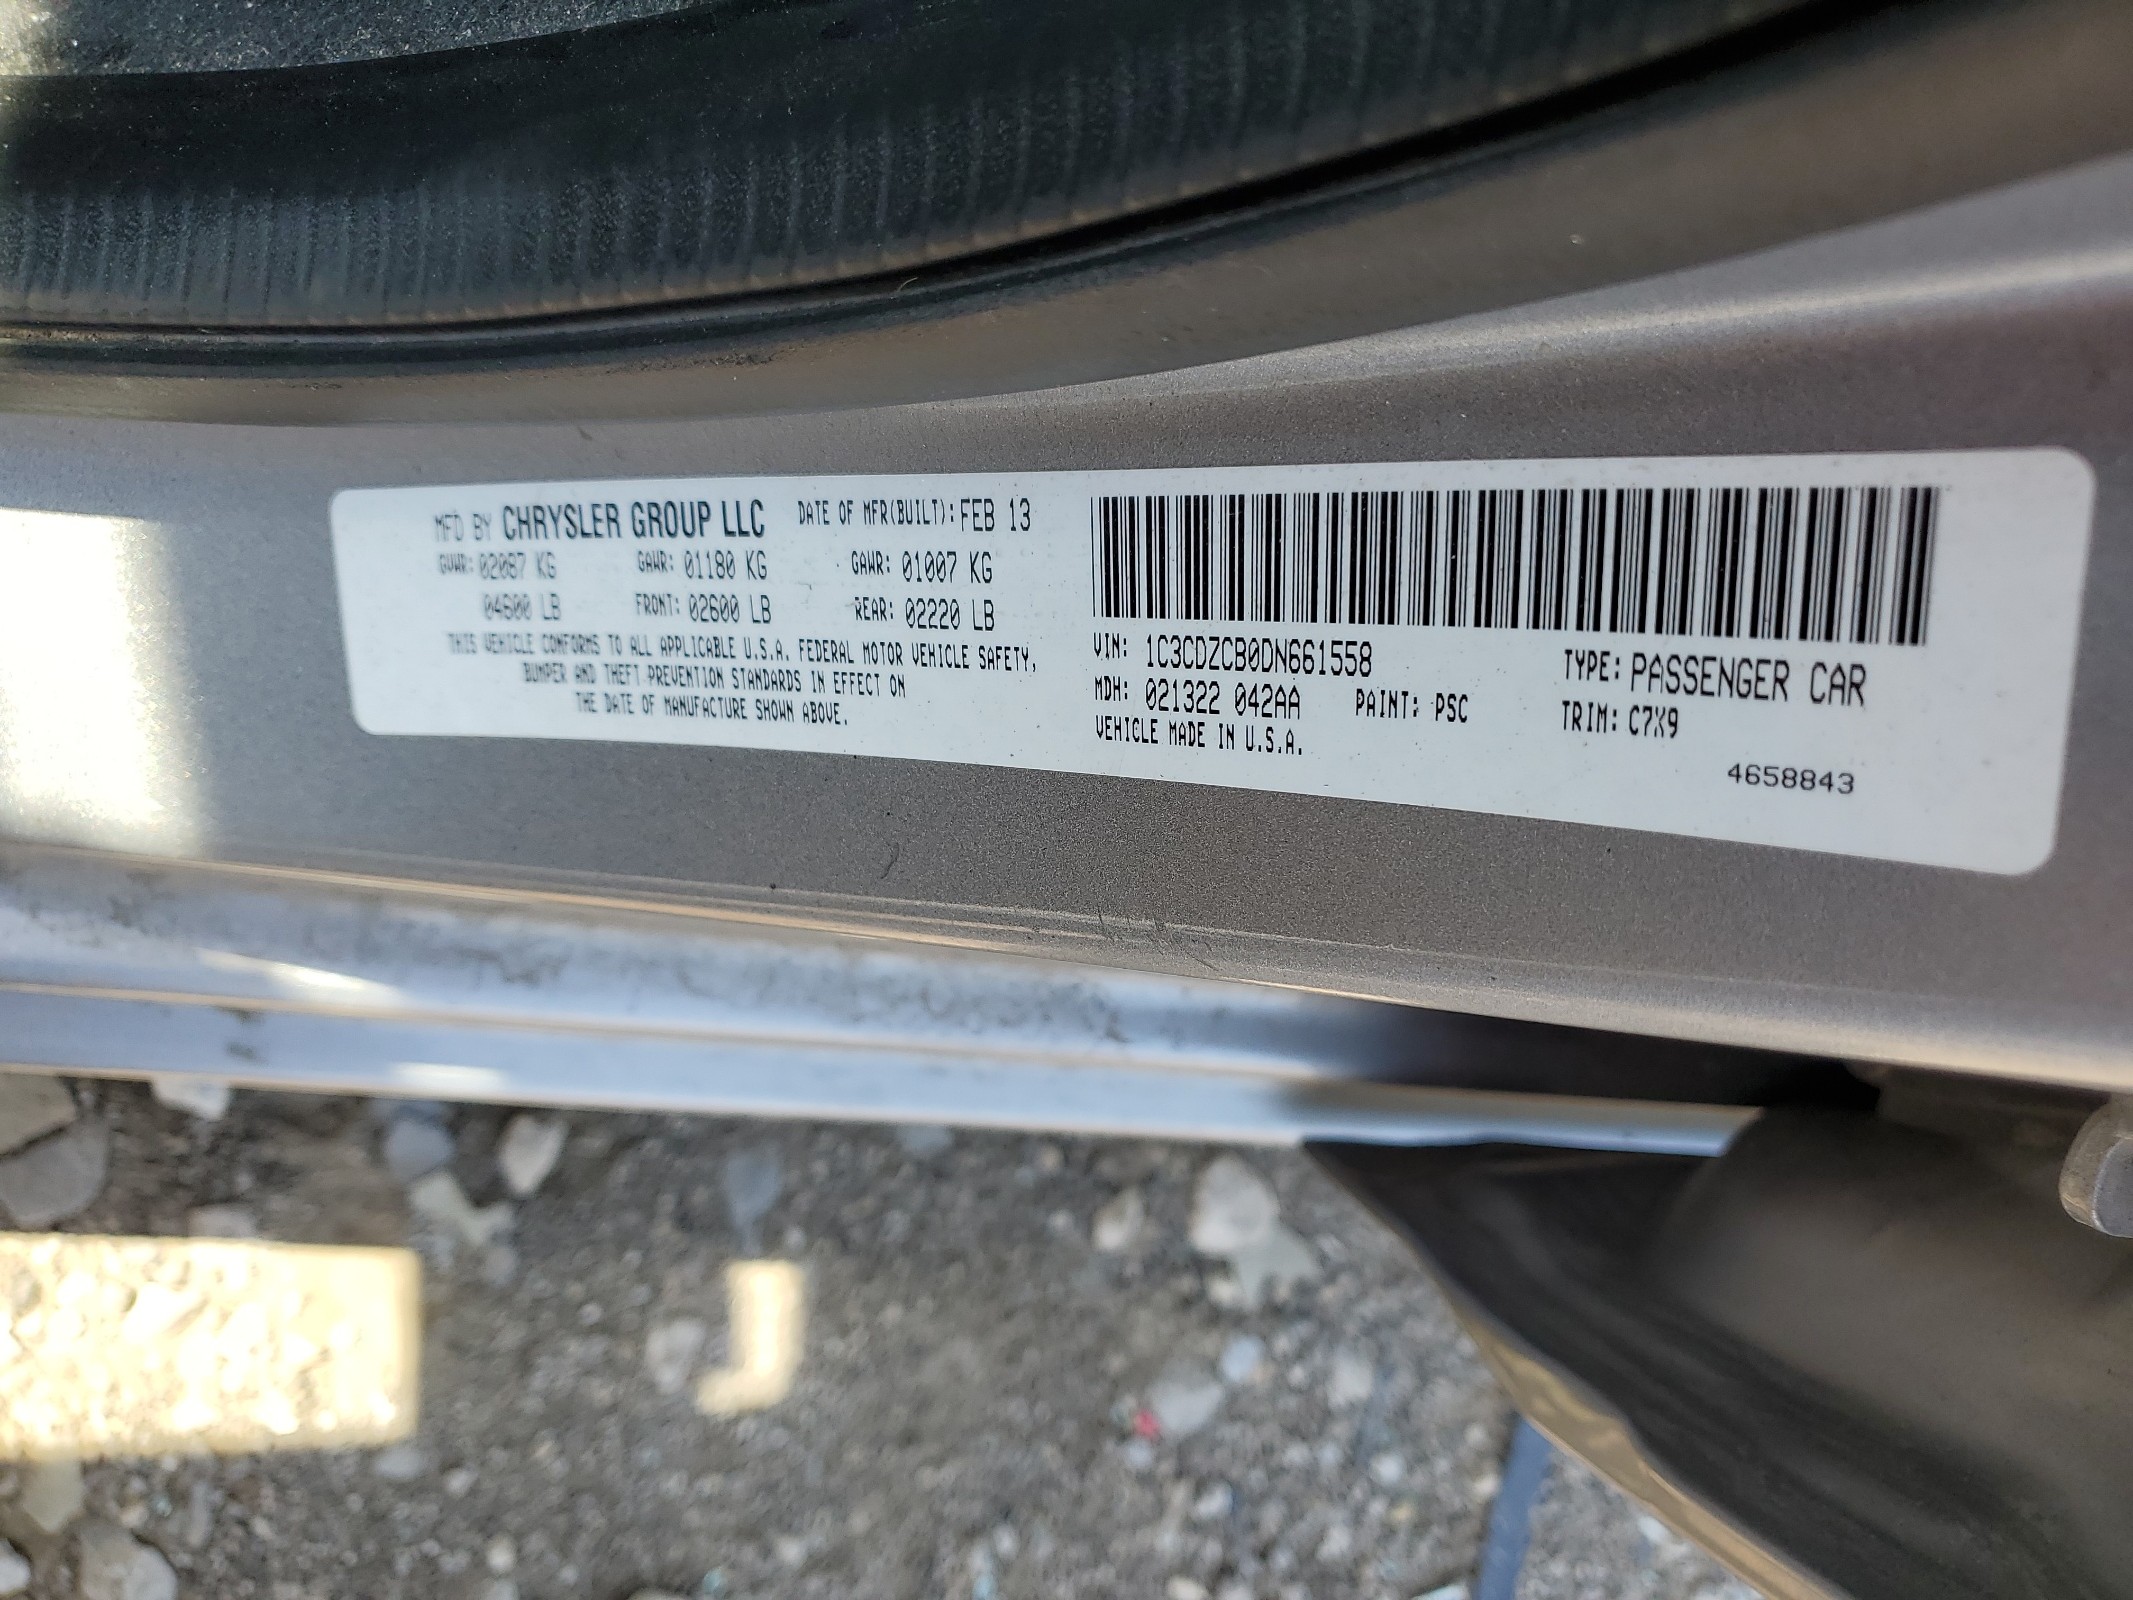 MFD BY CHRYSLER GROUP LLC DATE OF MFR(BUILT): FEB 13
GVWR: 02087 KG GAWR: 01180 KG GAWR: 01007 KG
04600 LB FRONT: 02600 LB REAR: 02220 LB
THIS VEHICLE CONFORMS TO ALL APPLICABLE U.S.A. FEDERAL MOTOR VEHICLE SAFETY,
BUMPER AND THEFT PREVENTION STANDARDS IN EFFECT ON
THE DATE OF MANUFACTURE SHOWN ABOVE.
VIN: 1C3CDZCB0DN661558 TYPE: PASSENGER CAR
MDH: 021322 042AA PAINT: PSC TRIM: C7X9
VEHICLE MADE IN U.S.A.
4658843